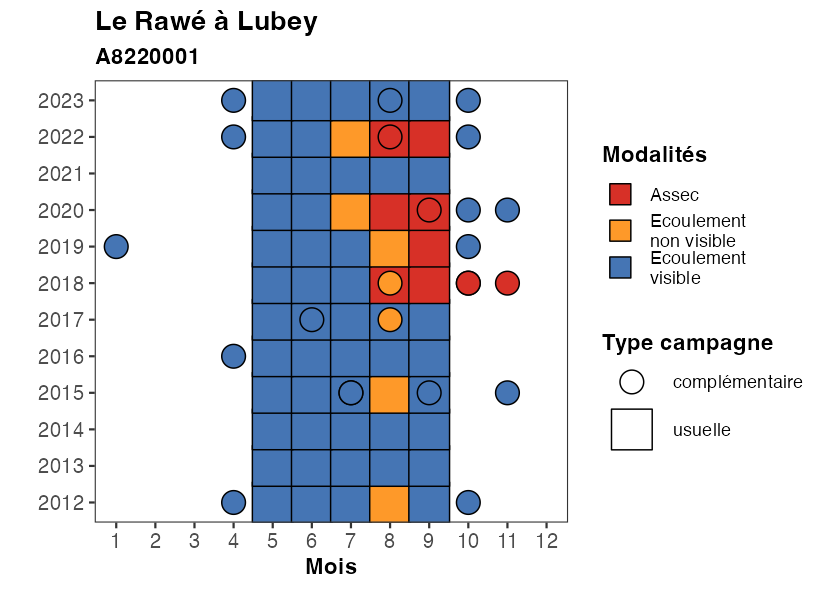 Le Rawé à Lubey
A8220001
2023
2022
2021
2020
2019
2018
2017
2016
2015
2014
2013
2012
1 2 3 4 5 6 7 8 9 10 11 12
Mois
Modalités
Assec
Ecoulement
non visible
Ecoulement
visible
Type campagne
complémentaire
usuelle